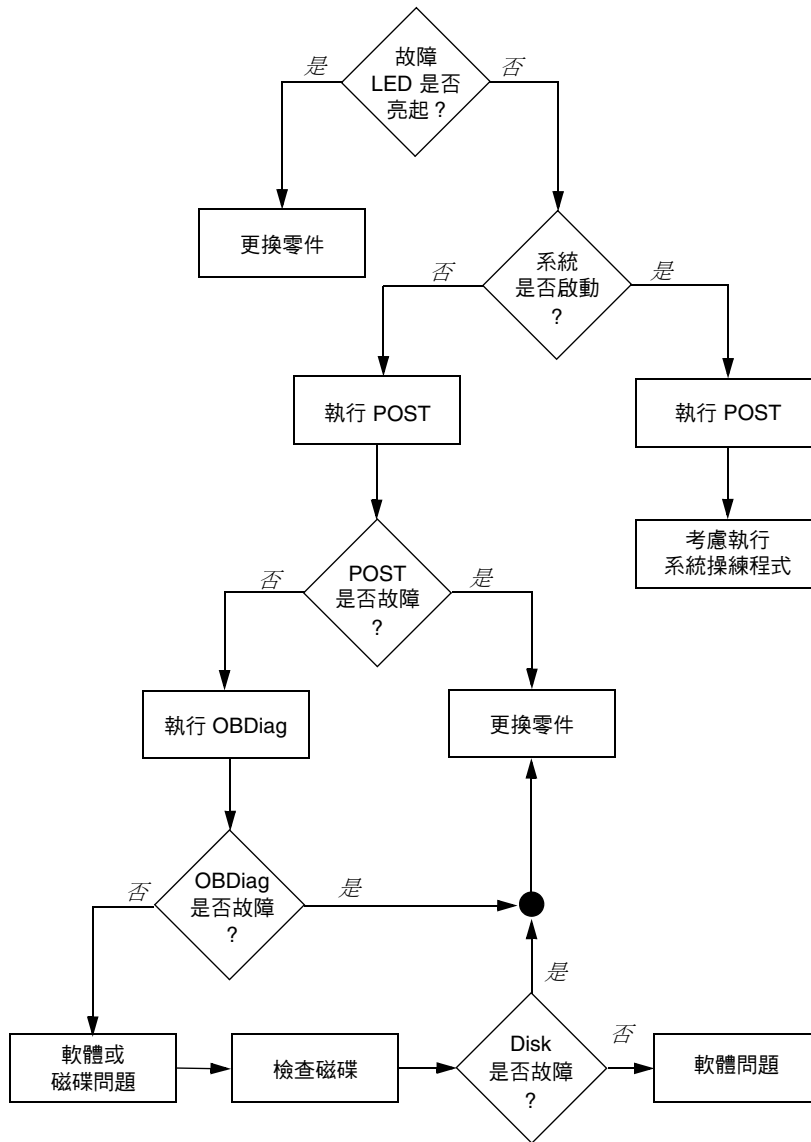 故障
LED 是否
亮起？
是
否
更換零件
系統
是否啟動
？
否
是
執行 POST
執行 POST
考慮執行
系統操練程式
POST
是否故障
？
否
是
執行 OBDiag
更換零件
OBDiag
是否故障
？
否
是
是
軟體或
磁碟問題
檢查磁碟
Disk
是否故障
？
否
軟體問題